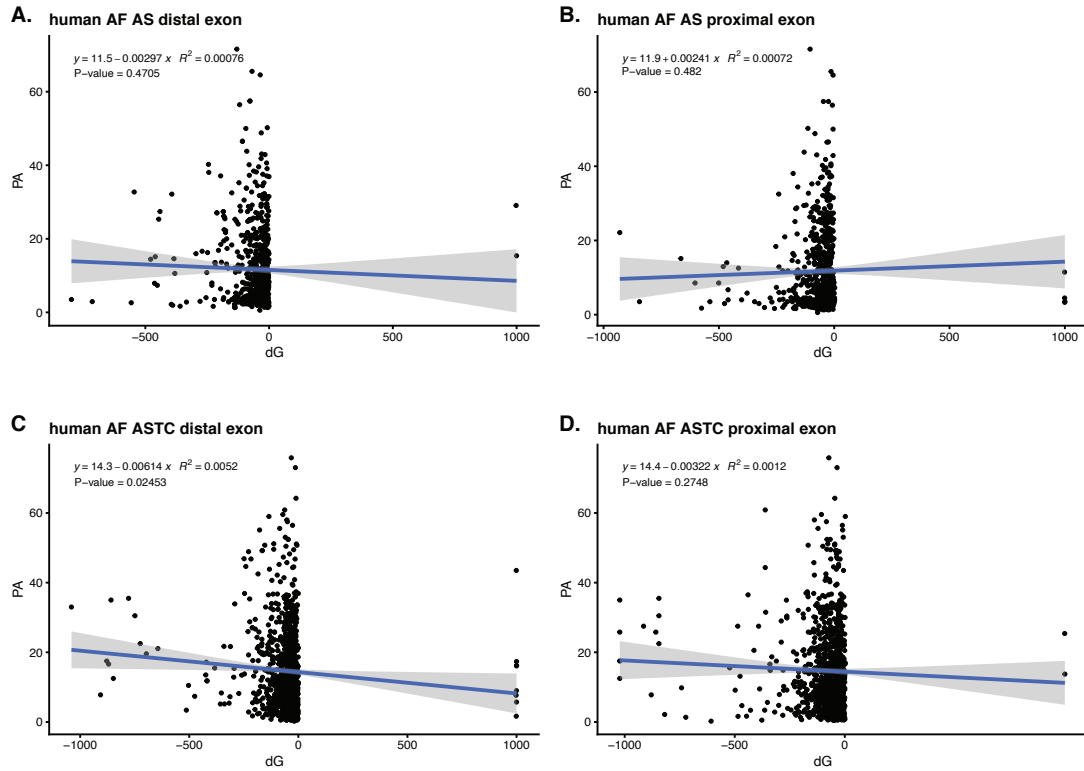 A. human AF AS distal exon
y = 11.5 − 0.00297 x R² = 0.00076
P−value = 0.4705
60
40
20
0
PA
−500 0 500 1000
dG
B. human AF AS proximal exon
y = 11.9 + 0.00241 x R² = 0.00072
P−value = 0.482
60
40
20
0
PA
−1000 −500 0 1000
dG
C human AF ASTC distal exon
y = 14.3 − 0.00614 x R² = 0.0052
P−value = 0.02453
60
40
20
0
PA
−1000 −500 0 500 1000
dG
D. human AF ASTC proximal exon
y = 14.4 − 0.00322 x R² = 0.0012
P−value = 0.2748
60
40
20
0
PA
−1000 −500 0
dG